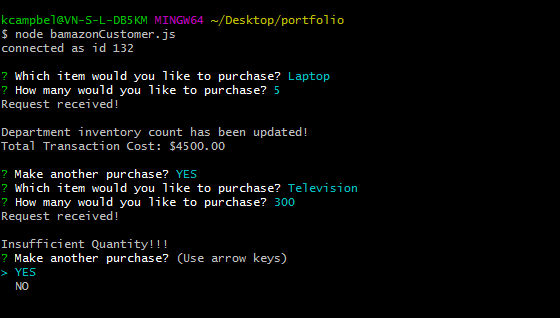 kcampbel@VN-S-L-DB5KM MINGW64 ~/Desktop/portfolio
$ node bamazonCustomer.js
connected as id 132
? Which item would you like to purchase? Laptop
? How many would you like to purchase? 5
Request received!
Department inventory count has been updated!
Total Transaction Cost: $4500.00
? Make another purchase? YES
? Which item would you like to purchase? Television
? How many would you like to purchase? 300
Request received!
Insufficient Quantity!!!
? Make another purchase? (Use arrow keys)
> YES
NO